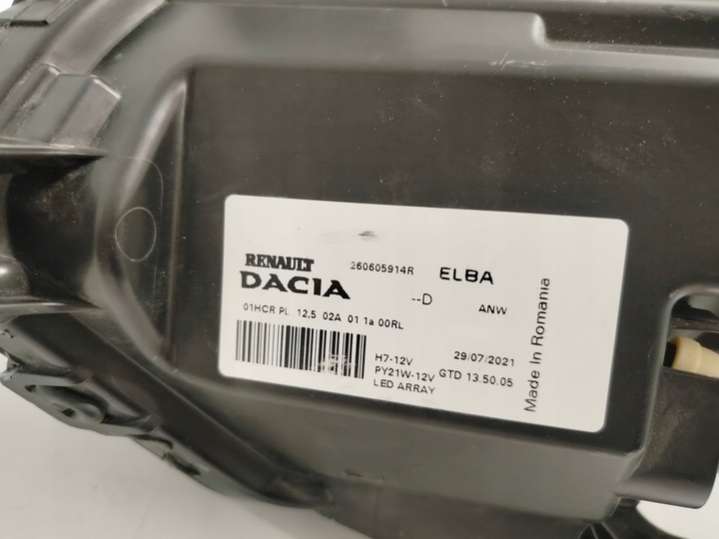 RENAULT 260605914R ELBA
DACIA --D ANW
01HCR PL 12,5 02A 01 1a 00RL
H7-12V 29/07/2021
PY21W-12V GTD 13.50.05
LED ARRAY
Made In Romania